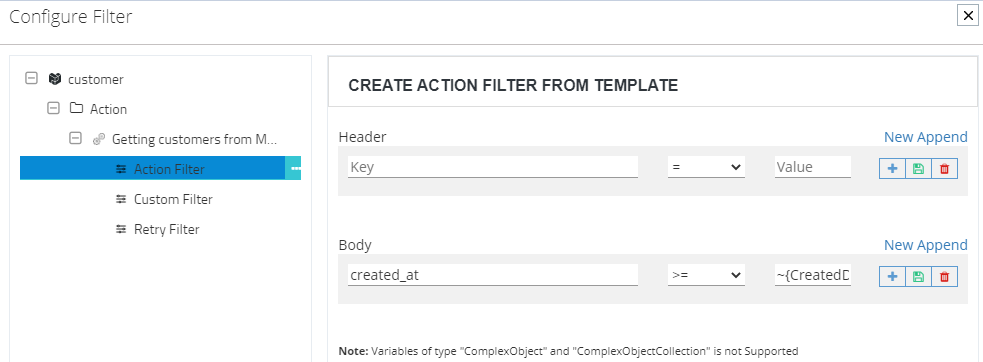 Configure Filter
customer
Action
Getting customers from M...
Action Filter
Custom Filter
Retry Filter
CREATE ACTION FILTER FROM TEMPLATE
Header
New Append
Key
=
Value
Body
New Append
created_at
>=
~{CreatedD
Note: Variables of type "ComplexObject" and "ComplexObjectCollection" is not Supported